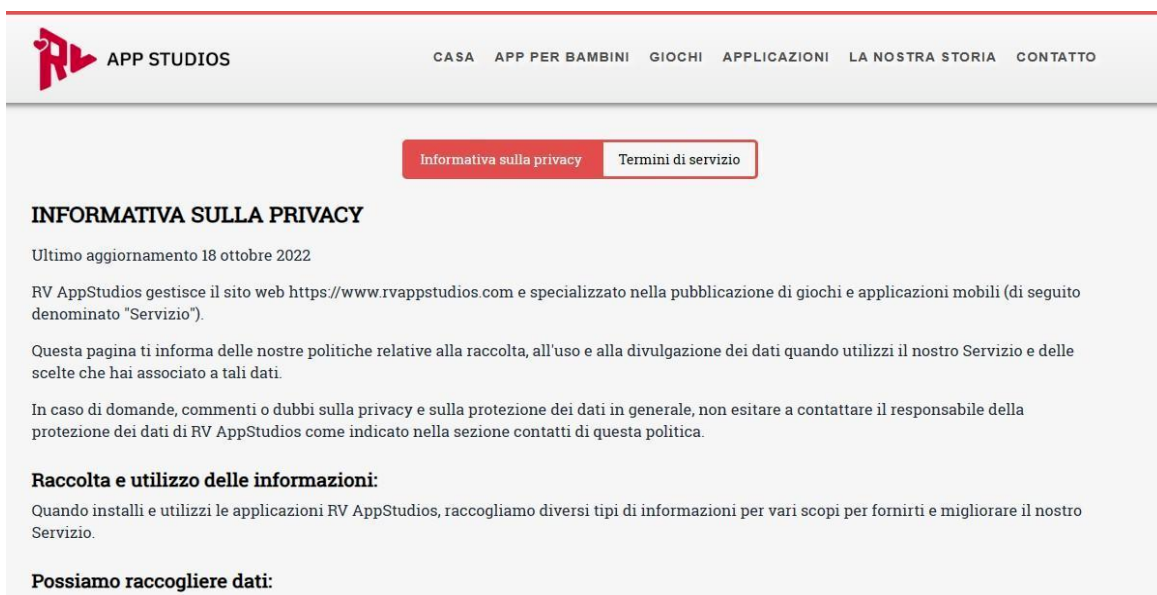 RV APP STUDIOS
CASA APP PER BAMBINI GIOCHI APPLICAZIONI LA NOSTRA STORIA CONTATTO
Informativa sulla privacy Termini di servizio
INFORMATIVA SULLA PRIVACY
Ultimo aggiornamento 18 ottobre 2022
RV AppStudios gestisce il sito web https://www.rvappstudios.com e specializzato nella pubblicazione di giochi e applicazioni mobili (di seguito
denominato "Servizio").
Questa pagina ti informa delle nostre politiche relative alla raccolta, all'uso e alla divulgazione dei dati quando utilizzi il nostro Servizio e delle
scelte che hai associato a tali dati.
In caso di domande, commenti o dubbi sulla privacy e sulla protezione dei dati in generale, non esitare a contattare il responsabile della
protezione dei dati di RV AppStudios come indicato nella sezione contatti di questa politica.
Raccolta e utilizzo delle informazioni:
Quando installi e utilizzi le applicazioni RV AppStudios, raccogliamo diversi tipi di informazioni per vari scopi per fornirti e migliorare il nostro
Servizio.
Possiamo raccogliere dati: